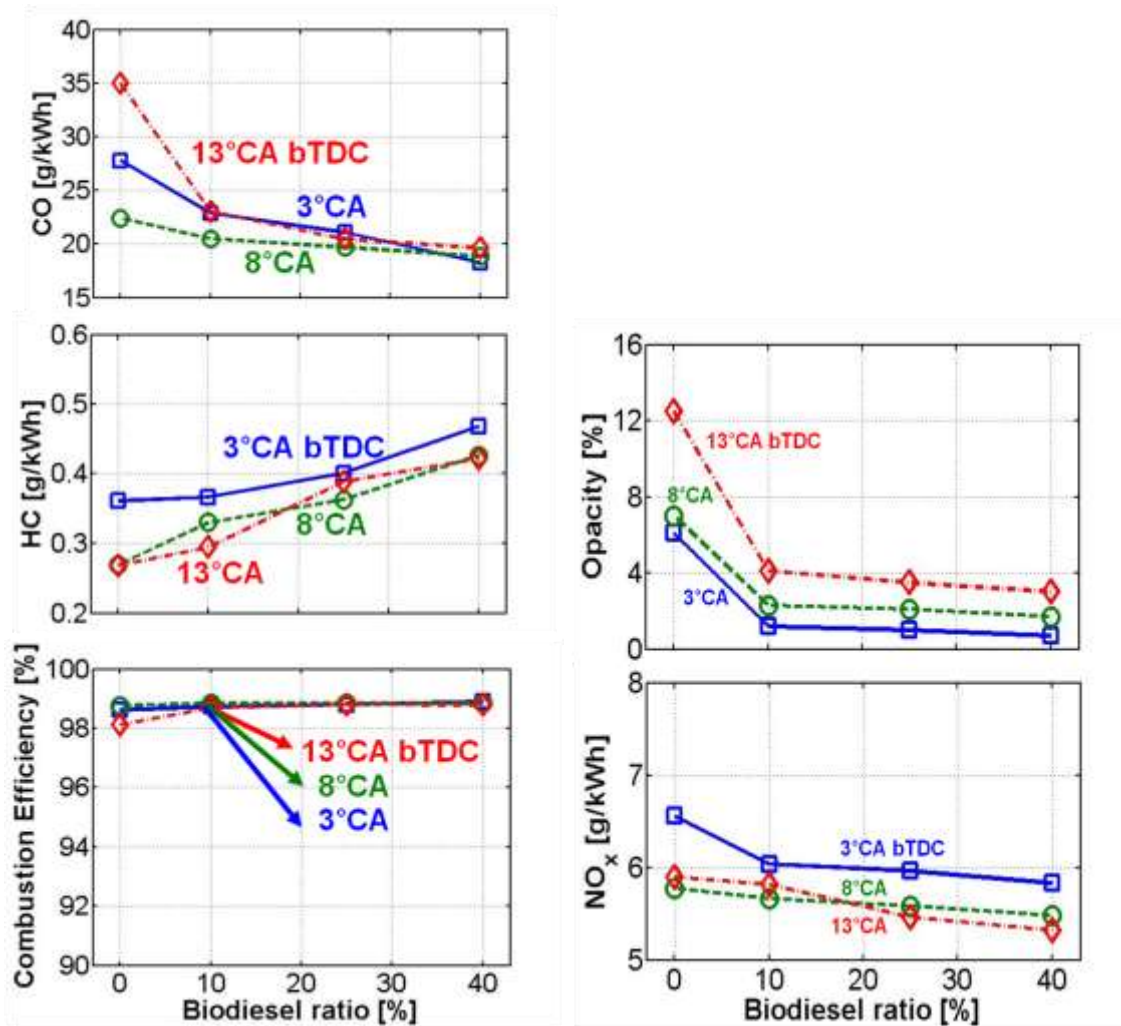 CO [g/kWh]
40
35
30
25
20
15
13°CA bTDC
3°CA
8°CA
HC [g/kWh]
0.6
0.5
0.4
0.3
0.2
3°CA bTDC
8°CA
13°CA
Combustion Efficiency [%]
100
98
96
94
92
90
13°CA bTDC
8°CA
3°CA
0 10 20 30 40
Biodiesel ratio [%]
Opacity [%]
16
12
8
4
0
13°CA bTDC
8°CA
3°CA
NOx [g/kWh]
8
7
6
5
3°CA bTDC
8°CA
13°CA
0 10 20 30 40
Biodiesel ratio [%]